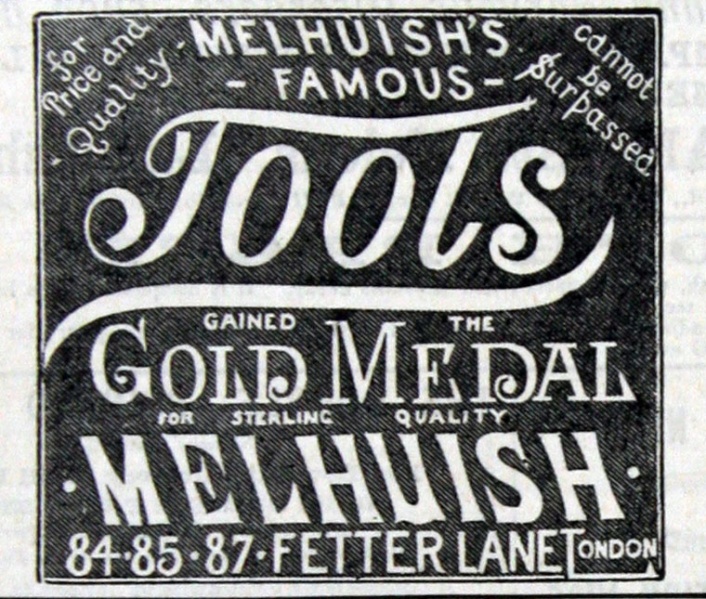 for
Price and
- Quality -
MELHUISH'S
- FAMOUS -
cannot
be
Surpassed
Tools
GAINED THE
GOLD MEDAL
FOR STERLING QUALITY
· MELHUISH ·
84·85·87·FETTER LANE LONDON